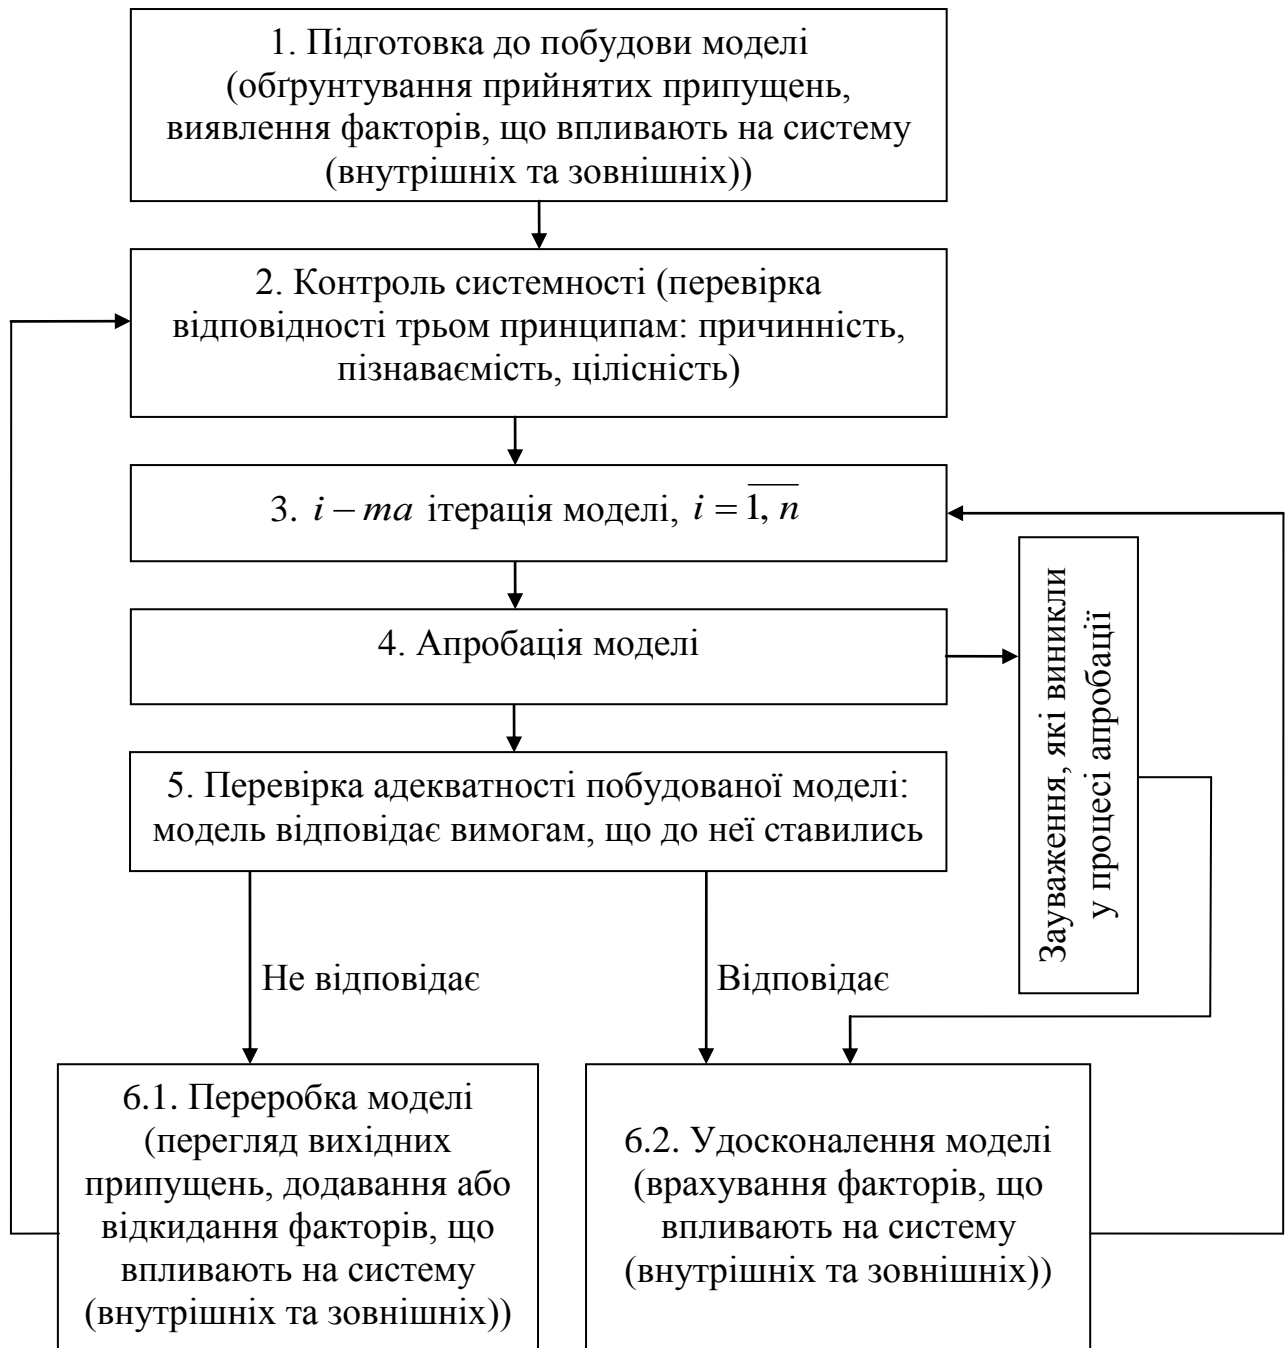 1. Підготовка до побудови моделі
(обґрунтування прийнятих припущень,
виявлення факторів, що впливають на систему
(внутрішніх та зовнішніх))
2. Контроль системності (перевірка
відповідності трьом принципам: причинність,
пізнаваємість, цілісність)
3. i – та ітерація моделі, i = 1, n
4. Апробація моделі
Зауваження, які виникли
у процесі апробації
5. Перевірка адекватності побудованої моделі:
модель відповідає вимогам, що до неї ставились
Не відповідає
Відповідає
6.1. Переробка моделі
(перегляд вихідних
припущень, додавання або
відкидання факторів, що
впливають на систему
(внутрішніх та зовнішніх))
6.2. Удосконалення моделі
(врахування факторів, що
впливають на систему
(внутрішніх та зовнішніх))